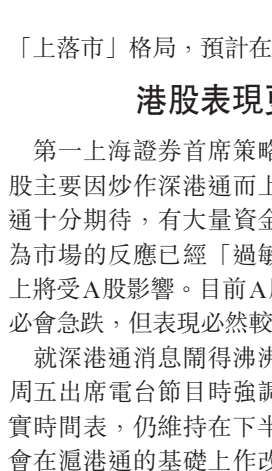 「上落市」格局，預計在
港股表現
第一上海證券首席策略
股主要因炒作深港通而上
通十分期待，有大量資金
為市場的反應已經「過敏
上將受A股影響。目前A
必會急跌，但表現必然較
就深港通消息鬧得沸沸
周五出席電台節目時強調
實時間表，仍維持在下半
會在滬港通的基礎上作改